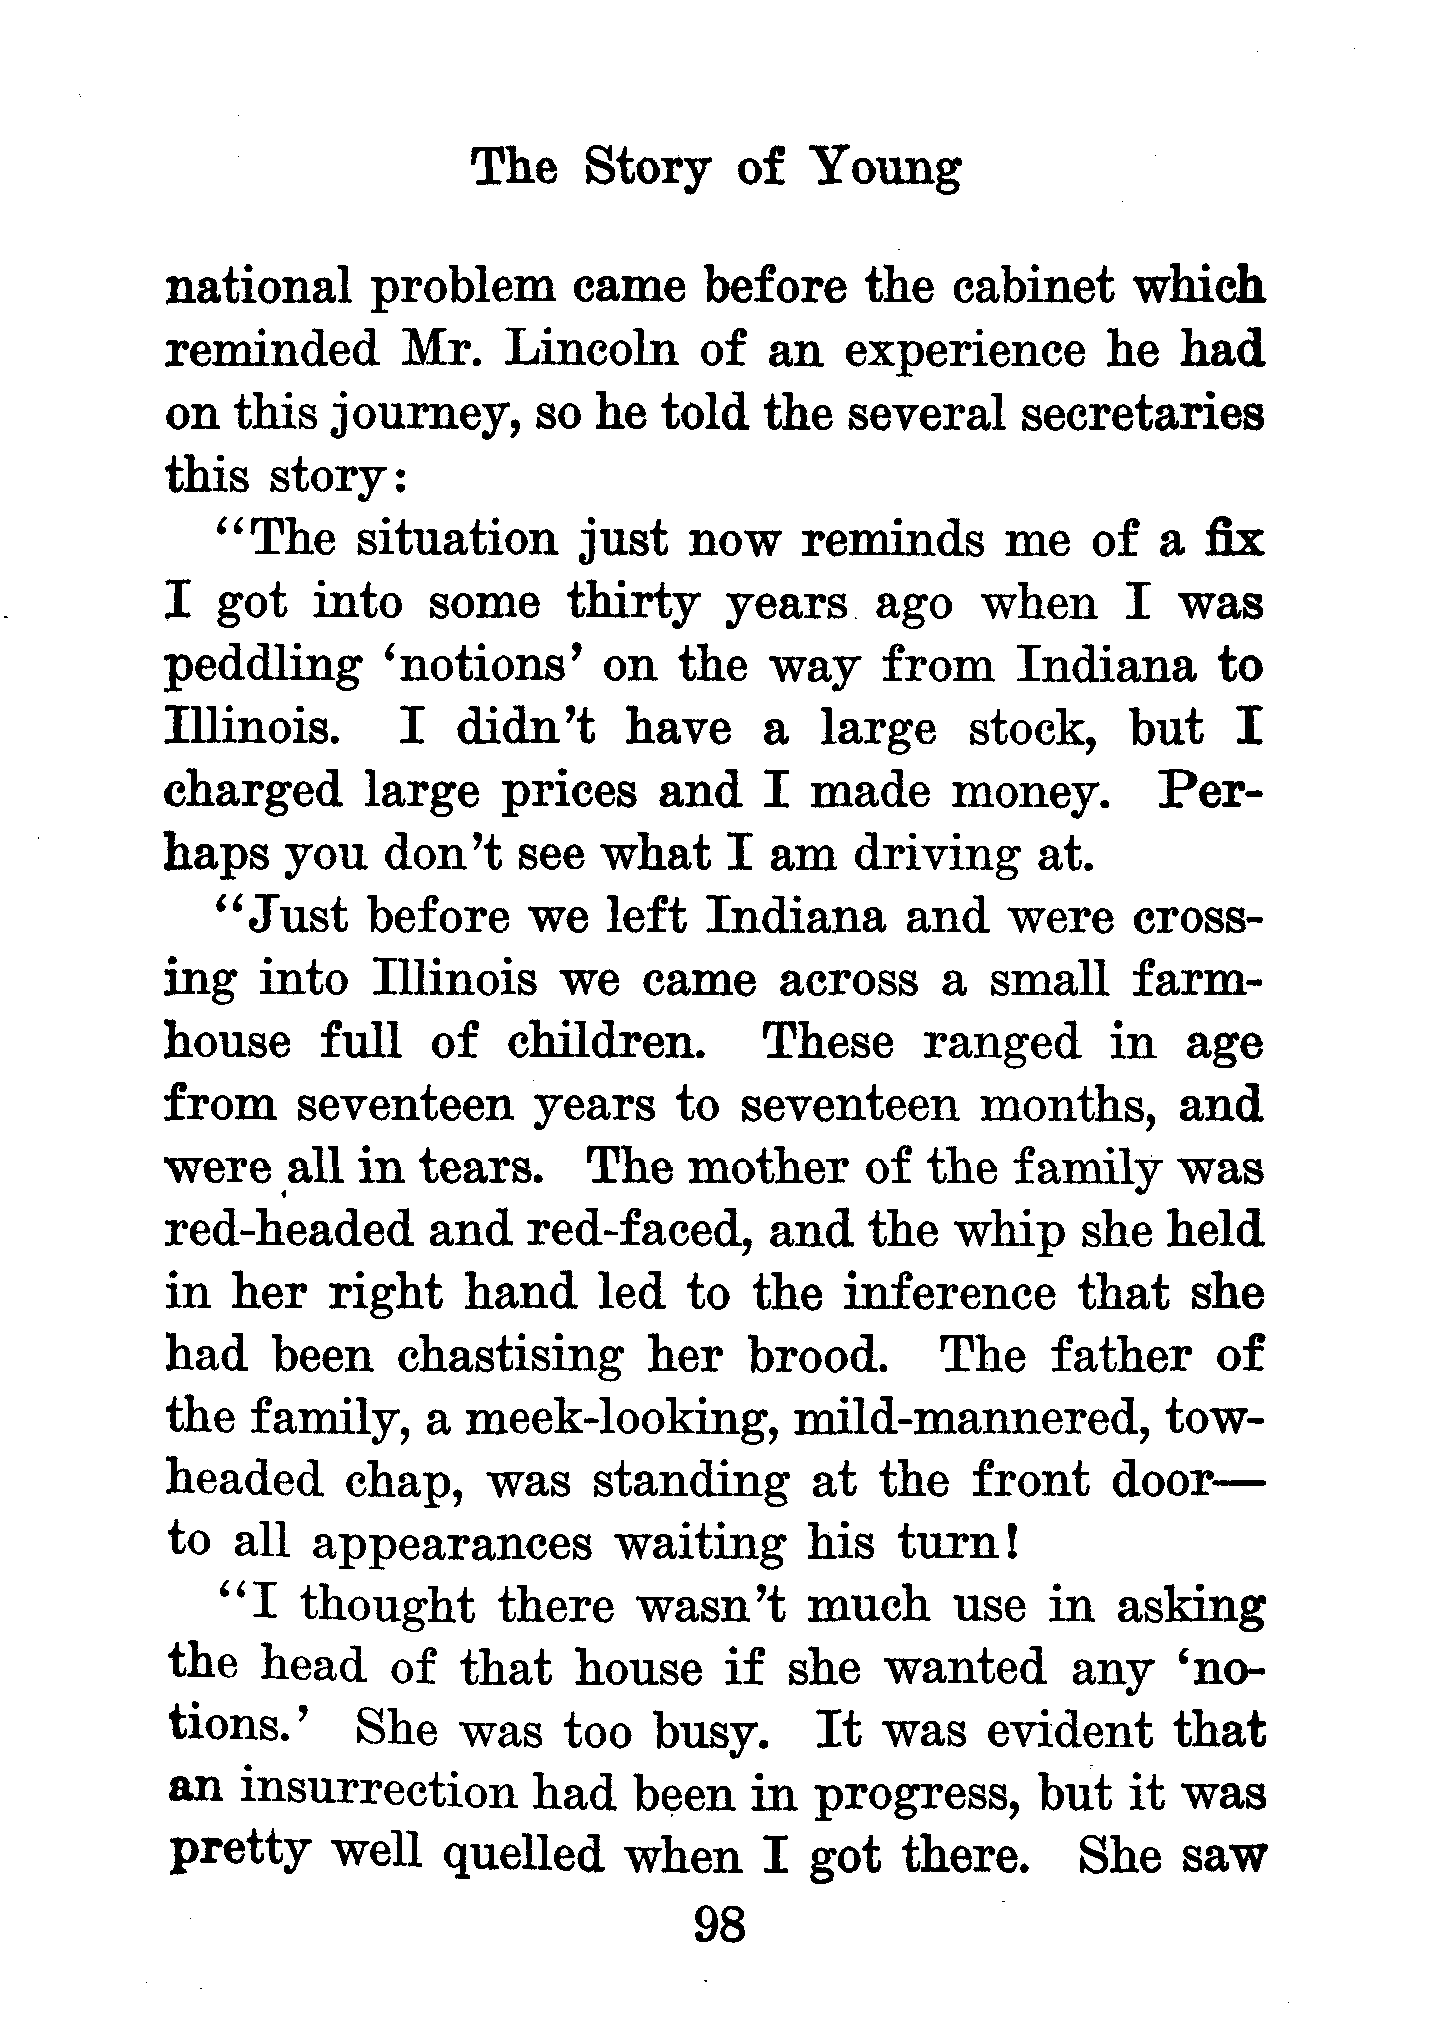 The Story of Young
national problem came before the cabinet which
reminded Mr. Lincoln of an experience he had
on this journey, so he told the several secretaries
this story:
“The situation just now reminds me of a fix
I got into some thirty years ago when I was
peddling ‘notions’ on the way from Indiana to
Illinois. I didn’t have a large stock, but I
charged large prices and I made money. Per-
haps you don’t see what I am driving at.
“Just before we left Indiana and were cross-
ing into Illinois we came across a small farm-
house full of children. These ranged in age
from seventeen years to seventeen months, and
were all in tears. The mother of the family was
red-headed and red-faced, and the whip she held
in her right hand led to the inference that she
had been chastising her brood. The father of
the family, a meek-looking, mild-mannered, tow-
headed chap, was standing at the front door—
to all appearances waiting his turn!
“I thought there wasn’t much use in asking
the head of that house if she wanted any ‘no-
tions.’ She was too busy. It was evident that
an insurrection had been in progress, but it was
pretty well quelled when I got there. She saw
98